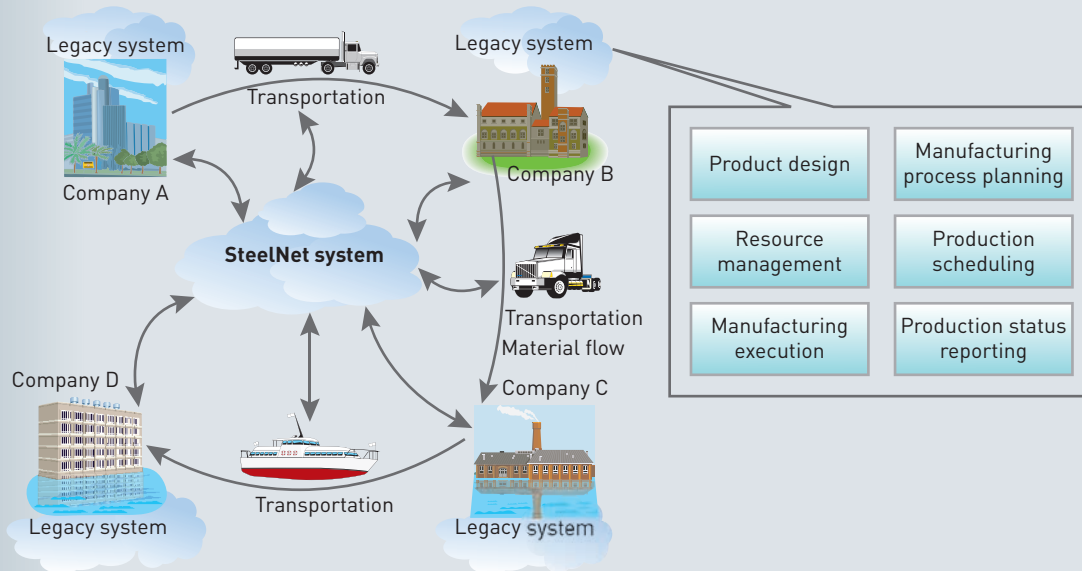 Legacy system
Transportation
Company A
Legacy system
Company B
SteelNet system
Transportation
Material flow
Company D
Legacy system
Transportation
Company C
Legacy system
Product design
Manufacturing
process planning
Resource
management
Production
scheduling
Manufacturing
execution
Production status
reporting